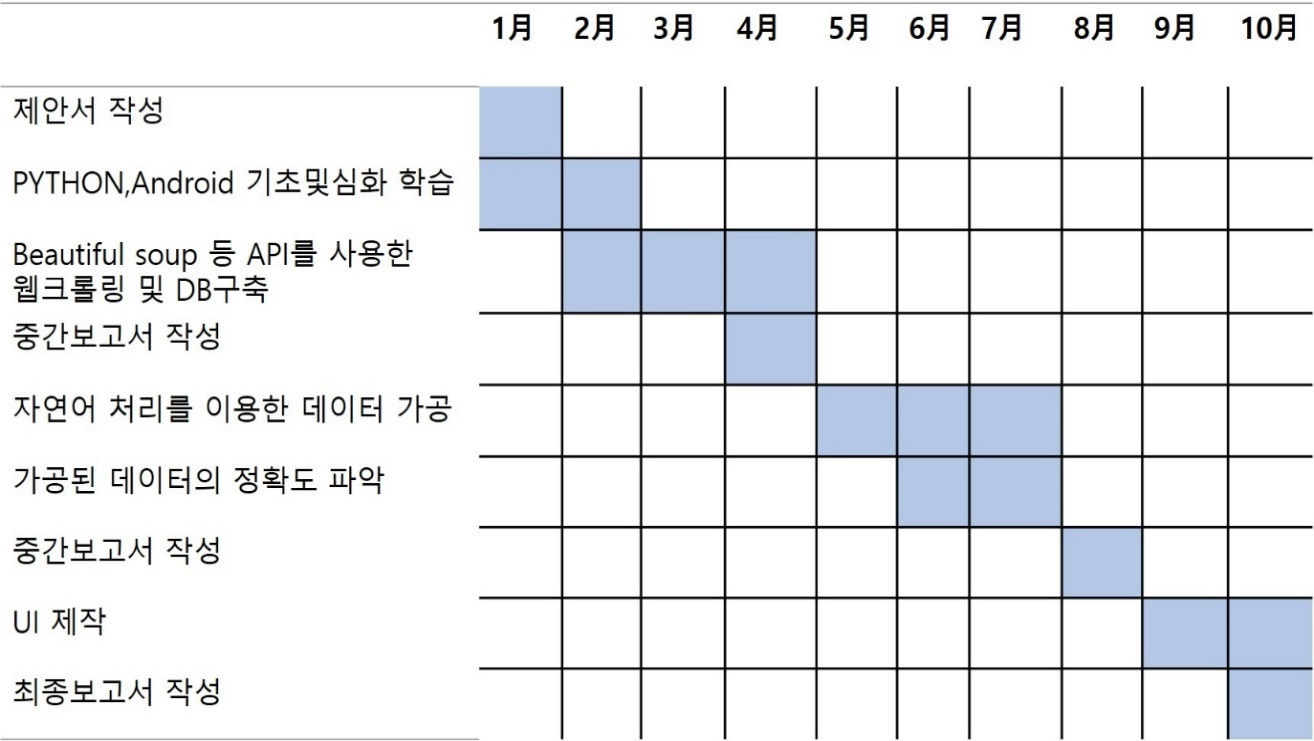 1月 2月 3月 4月 5月 6月 7月 8月 9月 10月
제안서 작성
PYTHON,Android 기초및심화 학습
Beautiful soup 등 API를 사용한
웹크롤링 및 DB구축
중간보고서 작성
자연어 처리를 이용한 데이터 가공
가공된 데이터의 정확도 파악
중간보고서 작성
UI 제작
최종보고서 작성